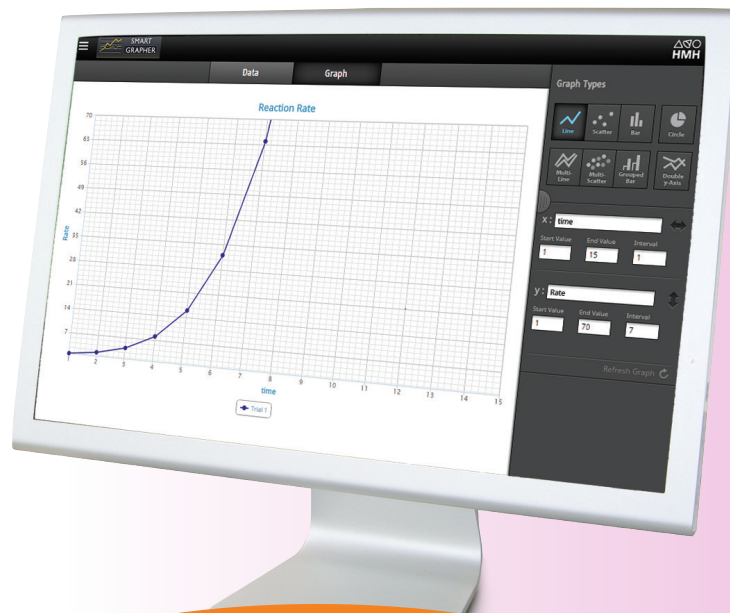 SMART
GRAPHER
HMH
Data
Graph
Reaction Rate
70
63
56
49
42
35
28
21
14
7
Rate
1 2 3 4 5 6 7 8 9 10 11 12 13 14 15
time
Trial 1
Graph Types
Line
Scatter
Bar
Circle
Multi-
Line
Multi-
Scatter
Grouped
Bar
Double
y-Axis
x: time
Start Value End Value Interval
1 15 1
y: Rate
Start Value End Value Interval
1 70 7
Refresh Graph